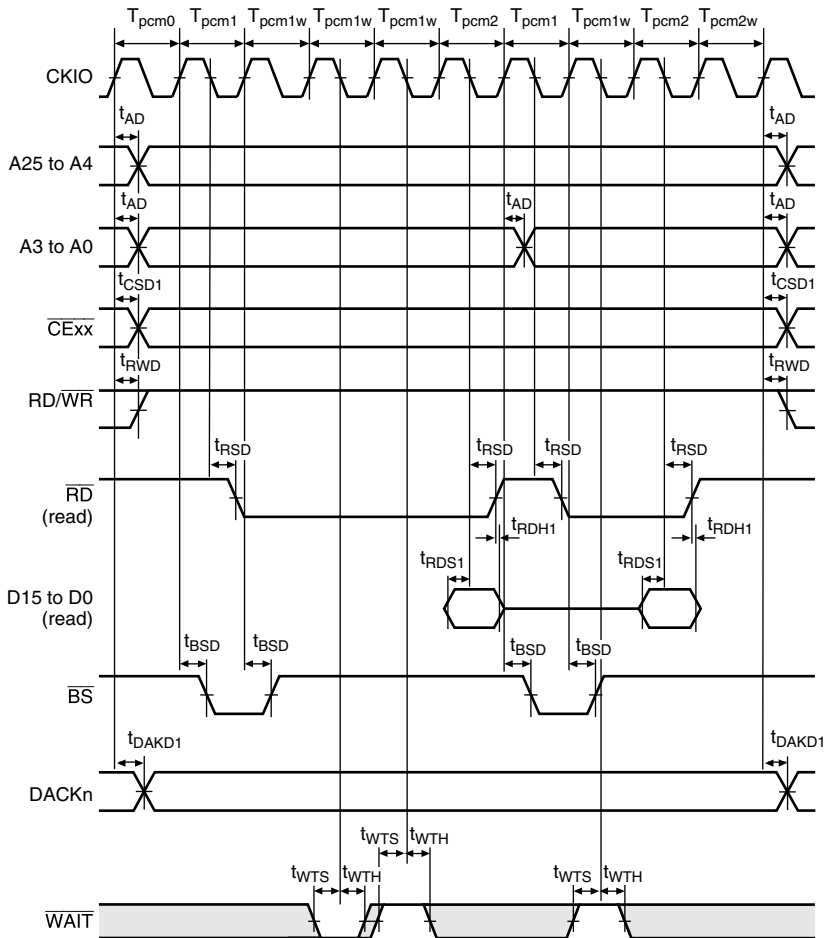 Tpcm0 Tpcm1 Tpcm1w Tpcm1w Tpcm1w Tpcm2 Tpcm1 Tpcm1w Tpcm2 Tpcm2w
CKIO
tAD tAD
A25 to A4
tAD tAD tAD
A3 to A0
tCSD1 tCSD1
CExx
tRWD tRWD
RD/WR
tRSD tRSD tRSD tRSD
RD
(read)
tRDH1 tRDH1
tRDS1 tRDS1
D15 to D0
(read)
tBSD tBSD tBSD tBSD
BS
tDAKD1 tDAKD1
DACKn
tWTS tWTH
tWTS tWTH tWTS tWTH
WAIT